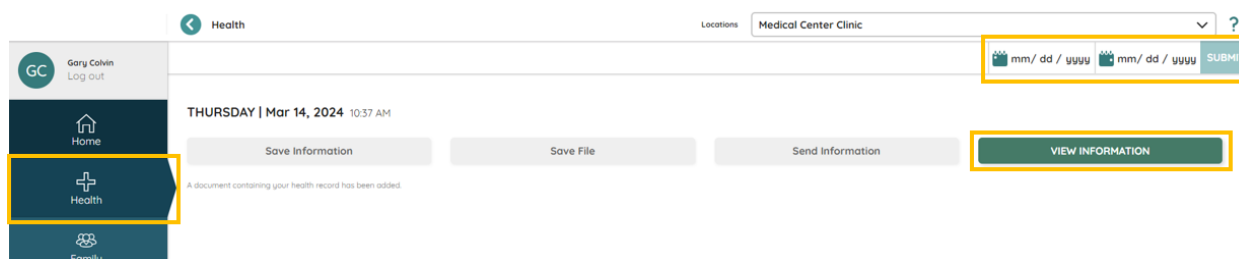 Health
Locations Medical Center Clinic
?
GC
Gary Colvin
Log out
mm/ dd / yyyy mm/ dd / yyyy SUBMIT
THURSDAY | Mar 14, 2024 10:37 AM
Home
Save Information Save File Send Information VIEW INFORMATION
A document containing your health record has been added.
Health
Family